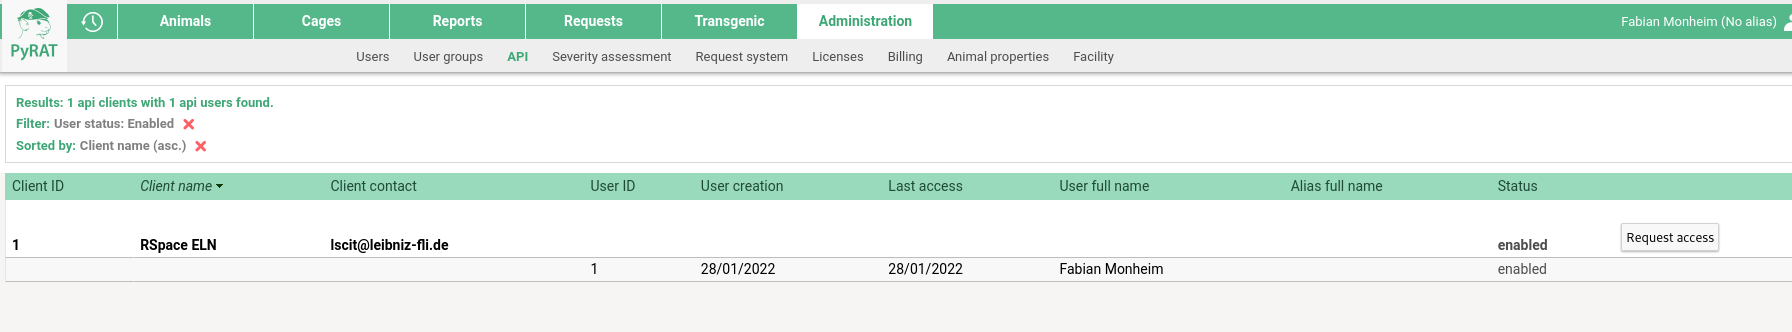 PyRAT
Animals Cages Reports Requests Transgenic Administration Fabian Monheim (No alias)
Users User groups API Severity assessment Request system Licenses Billing Animal properties Facility
Results: 1 api clients with 1 api users found.
Filter: User status: Enabled
Sorted by: Client name (asc.)
Client ID Client name Client contact User ID User creation Last access User full name Alias full name Status
1 RSpace ELN lscit@leibniz-fli.de enabled Request access
1 28/01/2022 28/01/2022 Fabian Monheim enabled